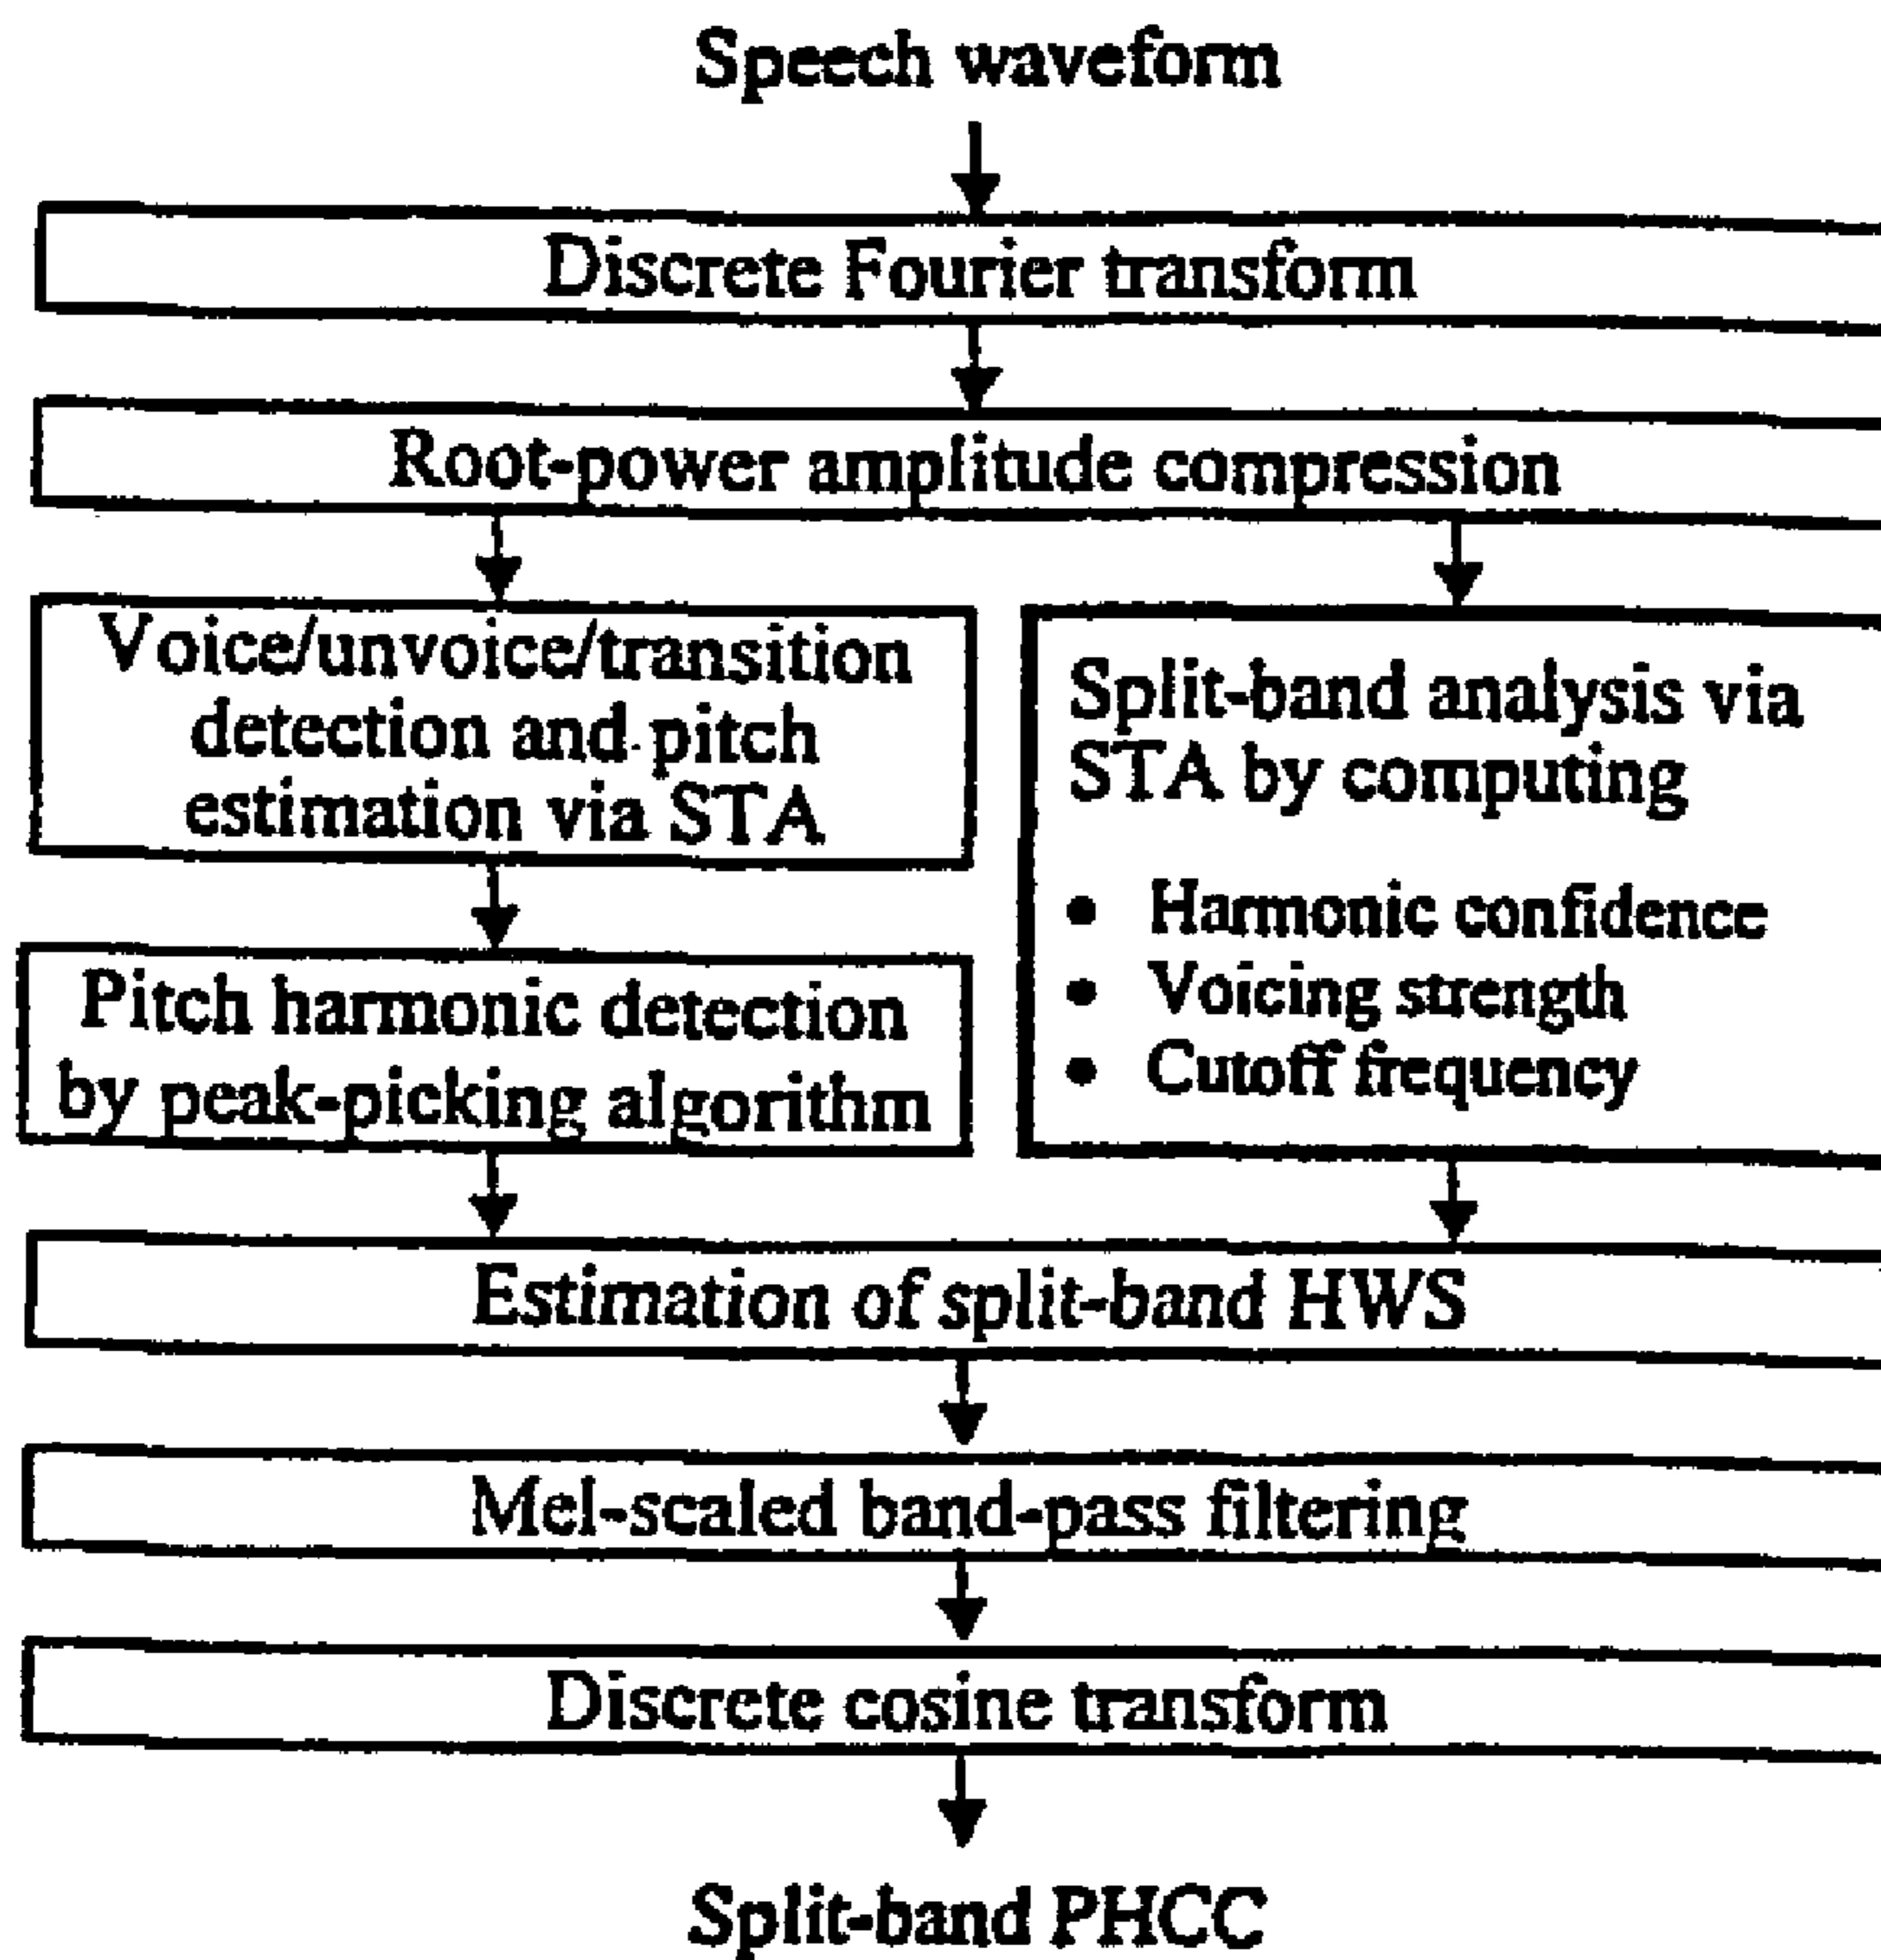 Speech waveform
Discrete Fourier transform
Root-power amplitude compression
Voice/unvoice/transition
detection and pitch
estimation via STA
Pitch harmonic detection
by peak-picking algorithm
Split-band analysis via
STA by computing
• Harmonic confidence
• Voicing strength
• Cutoff frequency
Estimation of split-band HWS
Mel-scaled band-pass filtering
Discrete cosine transform
Split-band PHCC